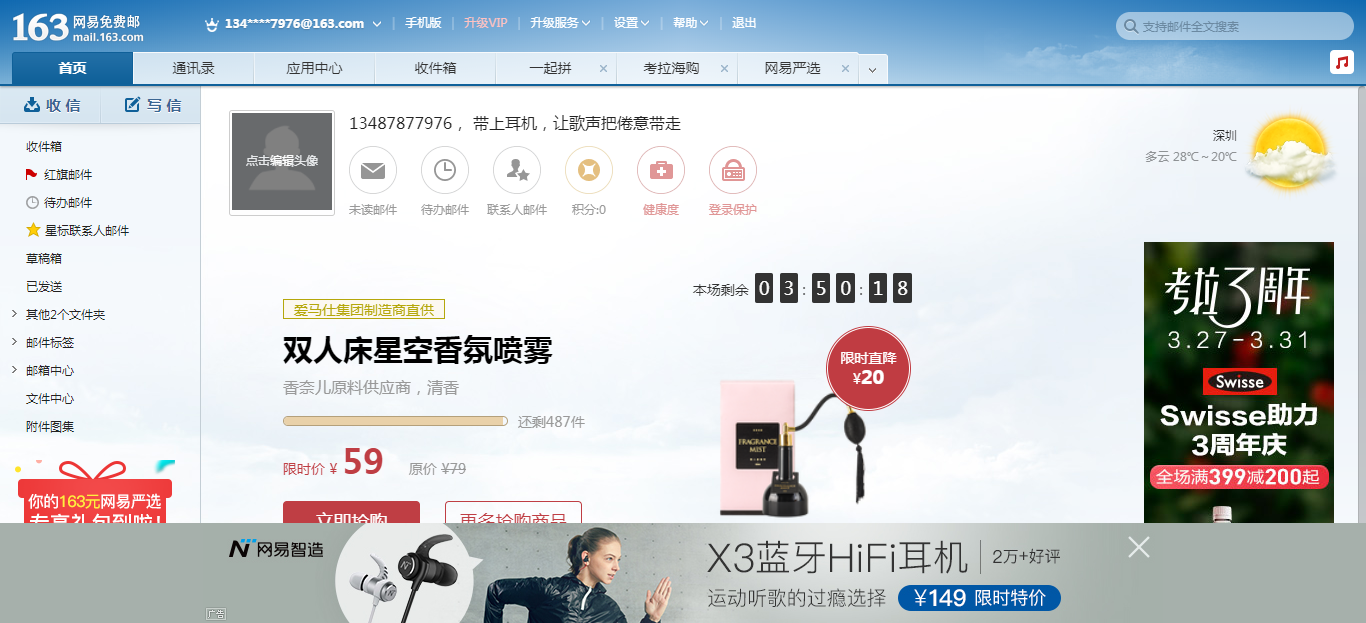 163 网易免费邮 mail.163.com
134****7976@163.com
手机版
升级VIP
升级服务
设置
帮助
退出
支持邮件全文搜索
首页
通讯录
应用中心
收件箱
一起拼
考拉海购
网易严选
收 信
写 信
收件箱
红旗邮件
待办邮件
星标联系人邮件
草稿箱
已发送
其他2个文件夹
邮件标签
邮箱中心
文件中心
附件图集
你的163元网易严选
专享礼包到啦!
点击编辑头像
13487877976， 带上耳机，让歌声把倦意带走
未读邮件
待办邮件
联系人邮件
积分:0
健康度
登录保护
深圳
多云 28℃～20℃
本场剩余 03:50:18
爱马仕集团制造商直供
双人床星空香氛喷雾
香奈儿原料供应商，清香
还剩487件
限时价 ¥ 59
原价 ¥79
立即抢购
更多抢购商品
限时直降
¥20
FRAGRANCE
MIST
考拉3周年
3.27-3.31
Swisse
Swisse助力
3周年庆
全场满399减200起
网易智造
X3蓝牙HiFi耳机
2万+好评
运动听歌的过瘾选择
¥149 限时特价
广告